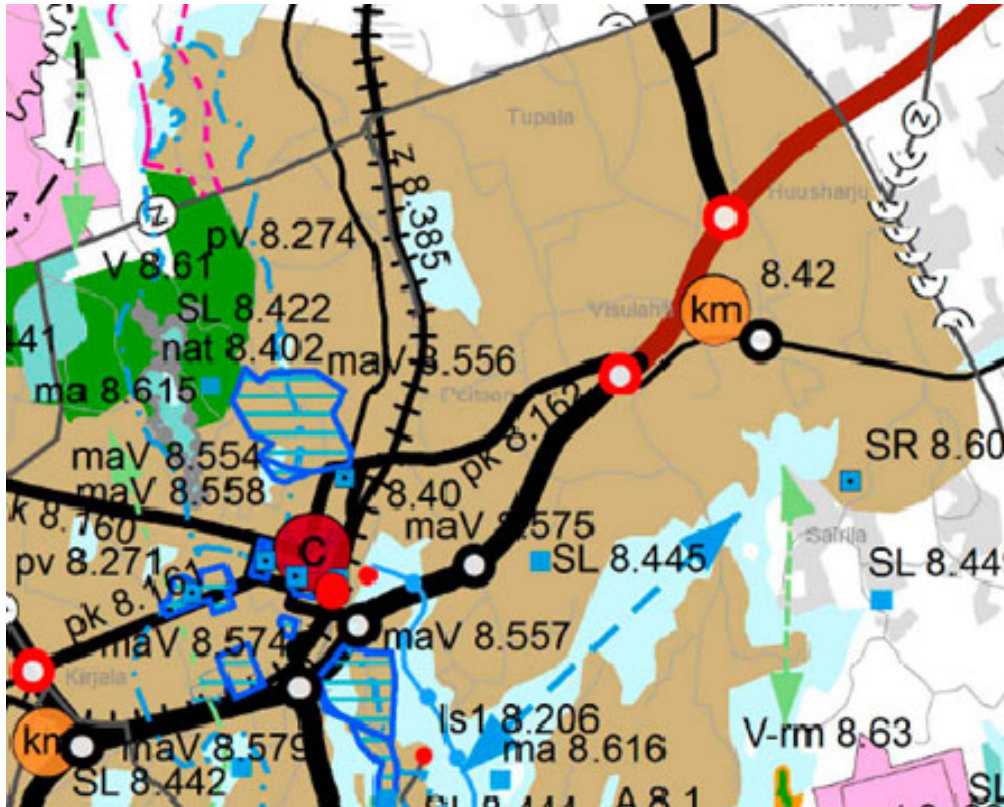 Tupala
Z
Z 8.385
Huusharju
pv 8.274
V 8.61
8.42
SL 8.422
km
nat 8.402
maV 8.556
ma 8.615
pk 8.162
maV 8.554
SR 8.60
maV 8.558
8.40
k 8.160
maV 8.575
C
Sairila
pv 8.271
SL 8.445
SL 8.449
pk 8.161
maV 8.574
maV 8.557
Kirjala
ls1 8.206
V-rm 8.63
km
maV 8.579
ma 8.616
SL 8.442
SL
A 8.1
Z